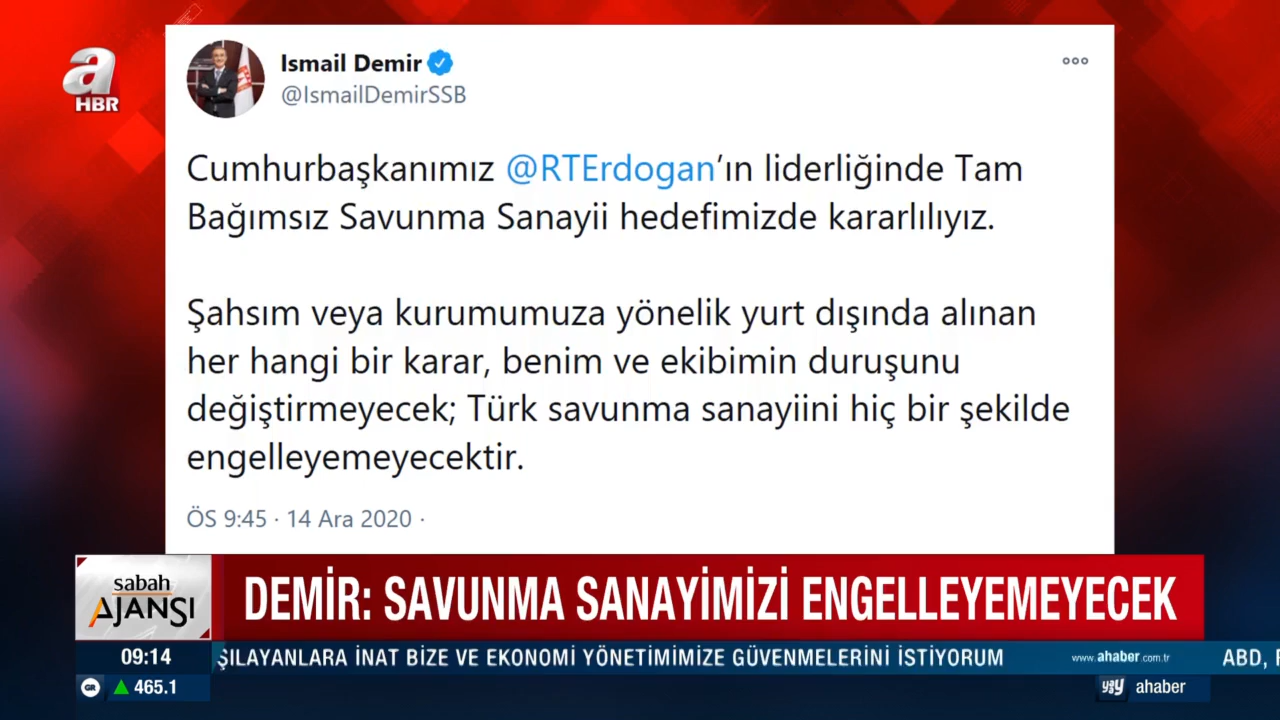 a
HBR
Ismail Demir
@IsmailDemirSSB
Cumhurbaşkanımız @RTErdogan'ın liderliğinde Tam
Bağımsız Savunma Sanayii hedefimizde kararlılıyız.
Şahsım veya kurumumuza yönelik yurt dışında alınan
her hangi bir karar, benim ve ekibimin duruşunu
değiştirmeyecek; Türk savunma sanayiini hiç bir şekilde
engelleyemeyecektir.
ÖS 9:45 · 14 Ara 2020 ·
sabah
AJANSI
DEMİR: SAVUNMA SANAYİMİZİ ENGELLEYEMEYECEK
09:14
ŞILAYANLARA İNAT BİZE VE EKONOMİ YÖNETİMİMİZE GÜVENMELERİNİ İSTİYORUM
www.ahaber.com.tr
ABD,
GR 465.1
ahaber